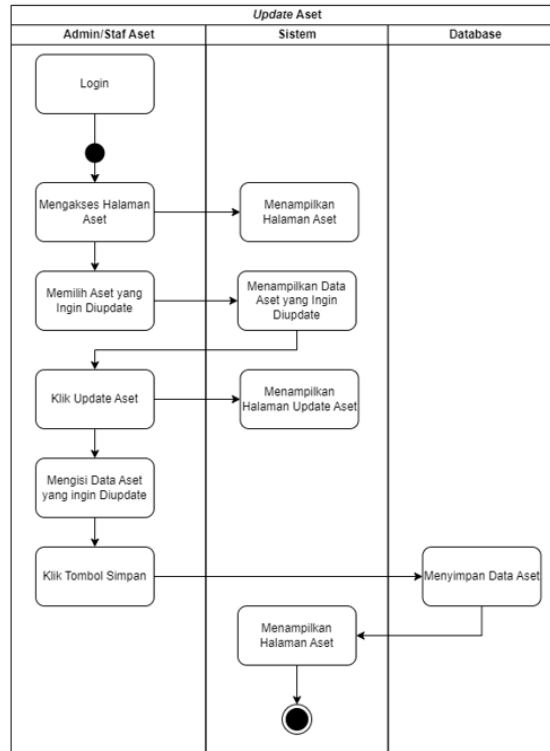 Update Aset
Admin/Staf Aset
Sistem
Database
Login
Mengakses Halaman
Aset
Menampilkan
Halaman Aset
Memilih Aset yang
Ingin Diupdate
Menampilkan Data
Aset yang Ingin
Diupdate
Klik Update Aset
Menampilkan
Halaman Update Aset
Mengisi Data Aset
yang ingin Diupdate
Klik Tombol Simpan
Menyimpan Data Aset
Menampilkan
Halaman Aset